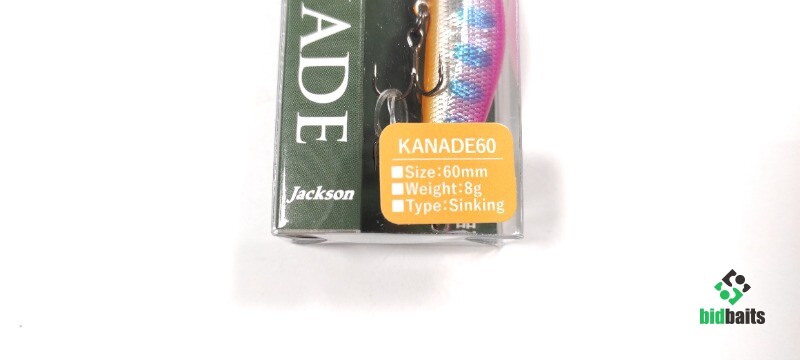 ADE
Jackson
KANADE60
Size:60mm
Weight:8g
Type:Sinking
bidbaits